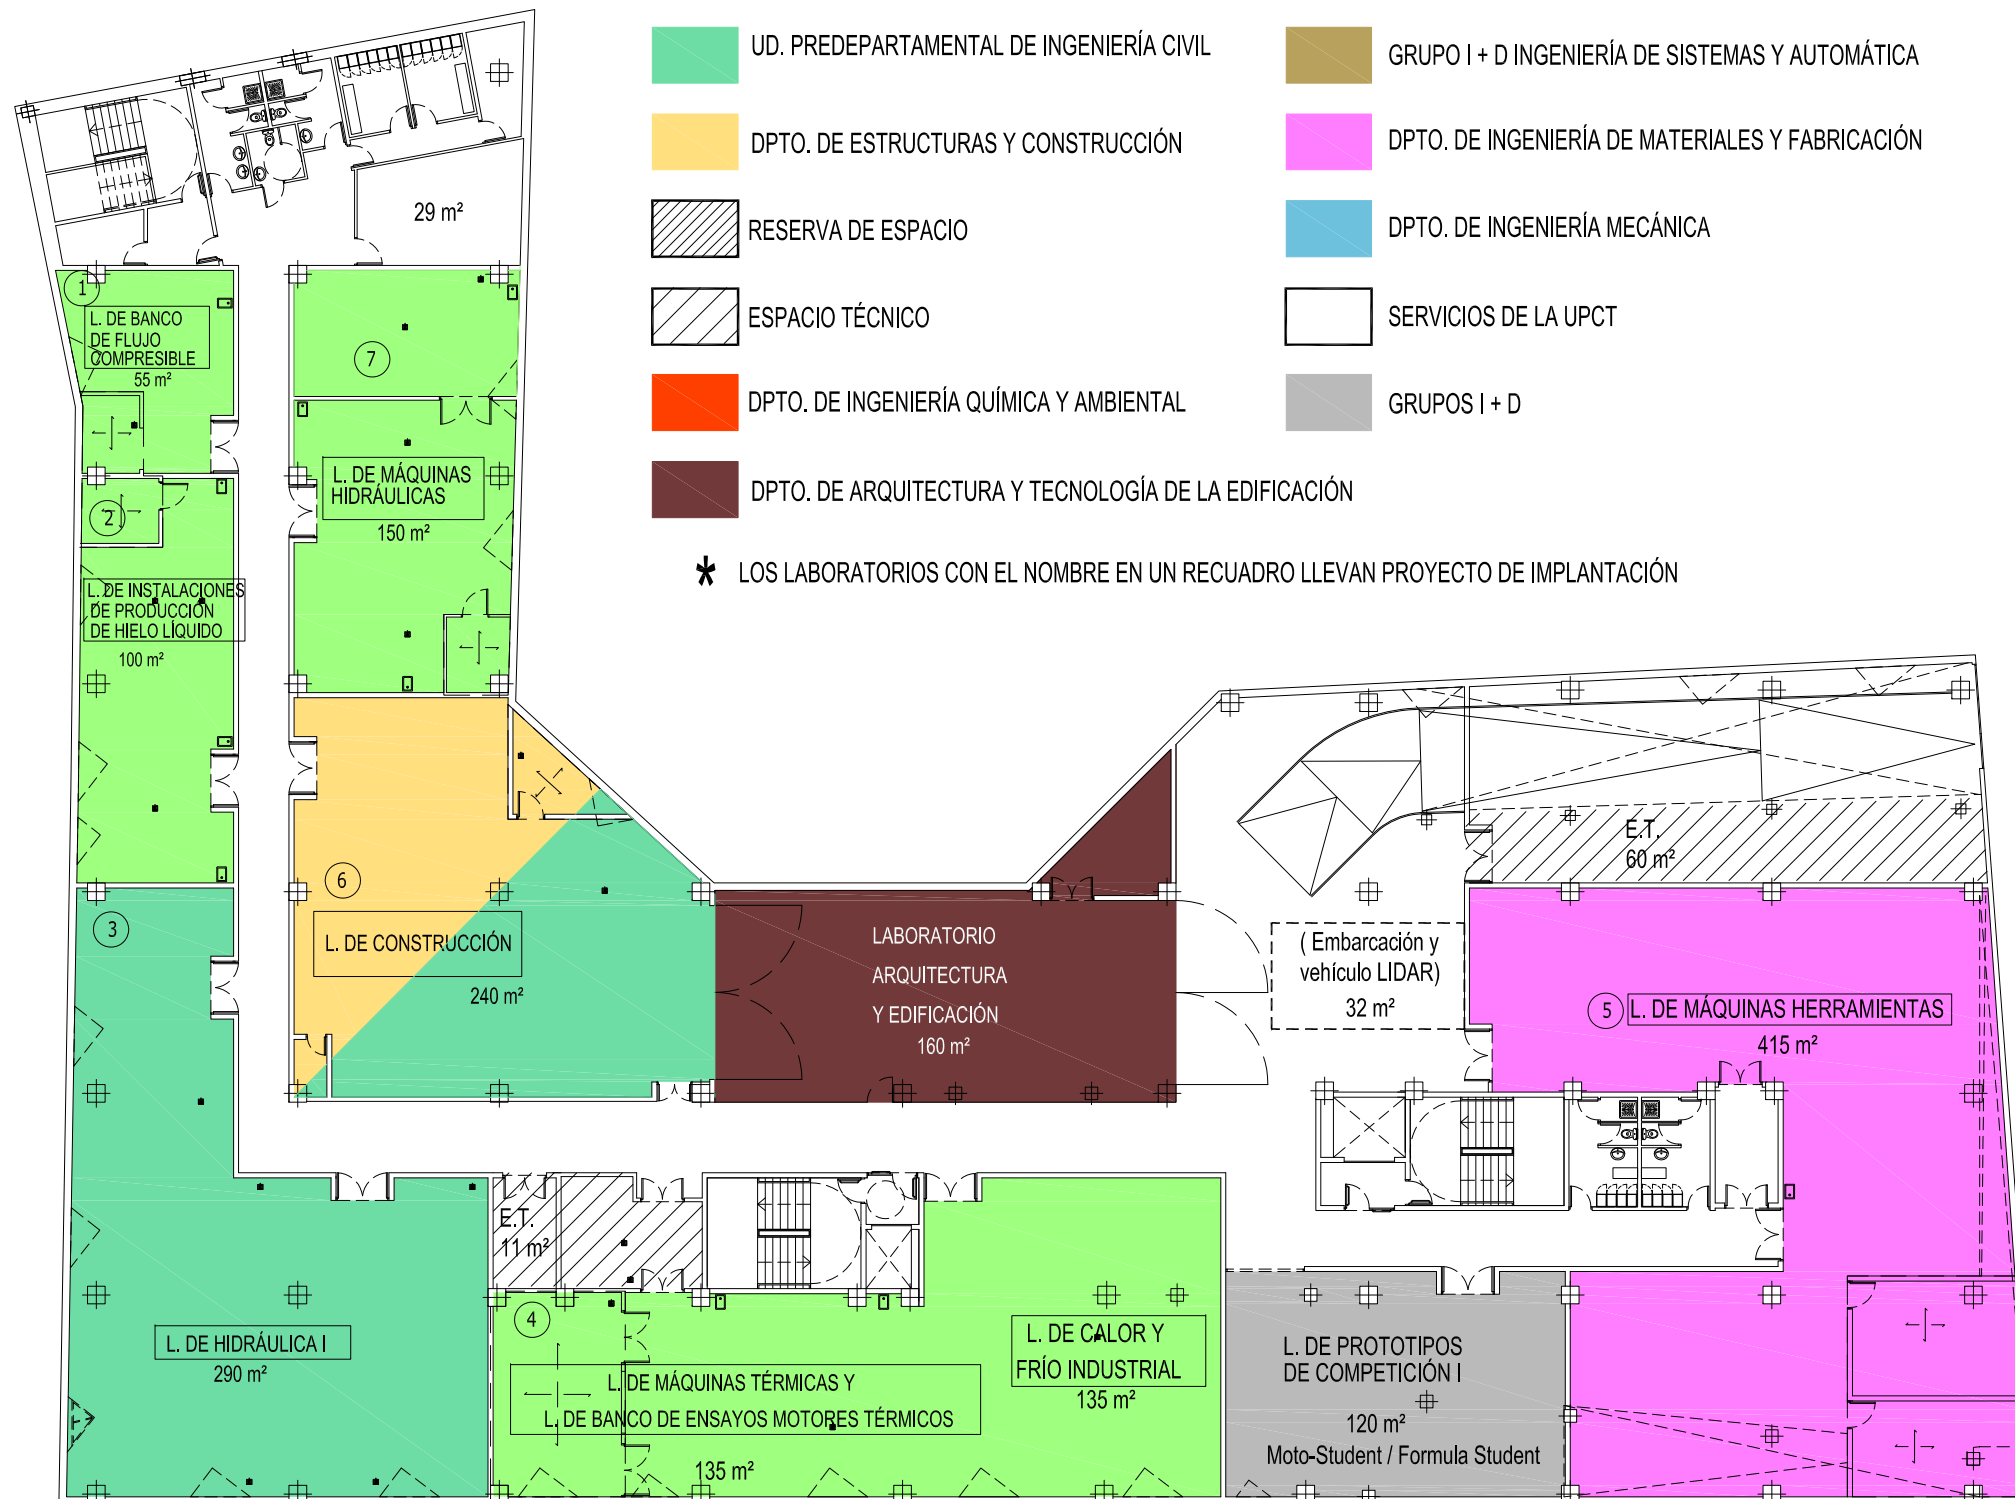 UD. PREDEPARTAMENTAL DE INGENIERÍA CIVIL
DPTO. DE ESTRUCTURAS Y CONSTRUCCIÓN
RESERVA DE ESPACIO
ESPACIO TÉCNICO
DPTO. DE INGENIERÍA QUÍMICA Y AMBIENTAL
DPTO. DE ARQUITECTURA Y TECNOLOGÍA DE LA EDIFICACIÓN
GRUPO I + D INGENIERÍA DE SISTEMAS Y AUTOMÁTICA
DPTO. DE INGENIERÍA DE MATERIALES Y FABRICACIÓN
DPTO. DE INGENIERÍA MECÁNICA
SERVICIOS DE LA UPCT
GRUPOS I + D
* LOS LABORATORIOS CON EL NOMBRE EN UN RECUADRO LLEVAN PROYECTO DE IMPLANTACIÓN
29 m²
1
L. DE BANCO
DE FLUJO
COMPRESIBLE
55 m²
7
L. DE MÁQUINAS
HIDRÁULICAS
150 m²
2
L. DE INSTALACIONES
DE PRODUCCIÓN
DE HIELO LÍQUIDO
100 m²
6
L. DE CONSTRUCCIÓN
240 m²
3
LABORATORIO
ARQUITECTURA
Y EDIFICACIÓN
160 m²
( Embarcación y
vehículo LIDAR)
32 m²
E.T.
60 m²
5
L. DE MÁQUINAS HERRAMIENTAS
415 m²
E.T.
11 m²
L. DE HIDRÁULICA I
290 m²
4
L. DE MÁQUINAS TÉRMICAS Y
L. DE BANCO DE ENSAYOS MOTORES TÉRMICOS
135 m²
L. DE CALOR Y
FRÍO INDUSTRIAL
135 m²
L. DE PROTOTIPOS
DE COMPETICIÓN I
120 m²
Moto-Student / Formula Student